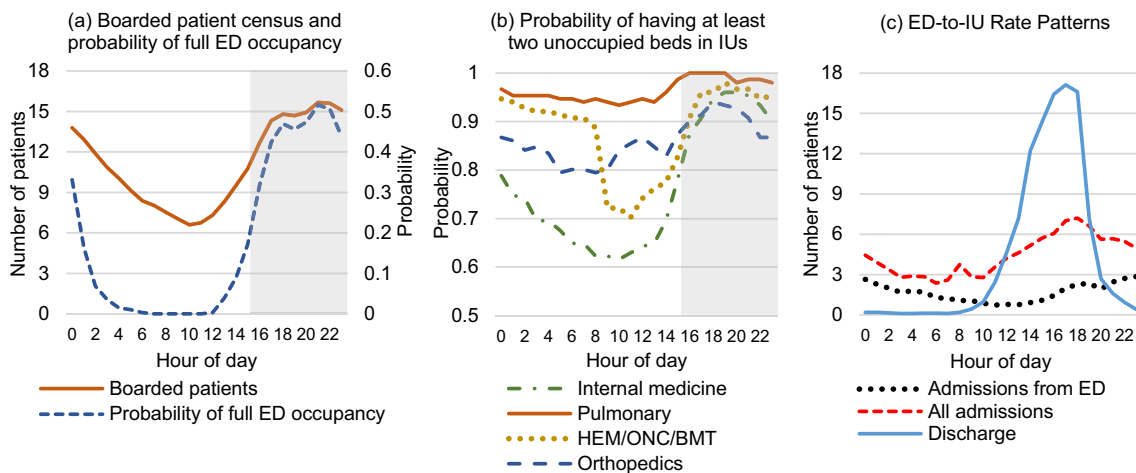 (a) Boarded patient census and
probability of full ED occupancy
18
15
12
9
6
3
0
Number of patients
0.6
0.5
0.4
0.3
0.2
0.1
0
Probability
0 2 4 6 8 10 12 14 16 18 20 22
Hour of day
Boarded patients
Probability of full ED occupancy
(b) Probability of having at least
two unoccupied beds in IUs
1
0.9
0.8
0.7
0.6
0.5
Probability
0 2 4 6 8 10 12 14 16 18 20 22
Hour of day
Internal medicine
Pulmonary
HEM/ONC/BMT
Orthopedics
(c) ED-to-IU Rate Patterns
18
15
12
9
6
3
0
Number of patients
0 2 4 6 8 10 12 14 16 18 20 22
Hour of day
Admissions from ED
All admissions
Discharge